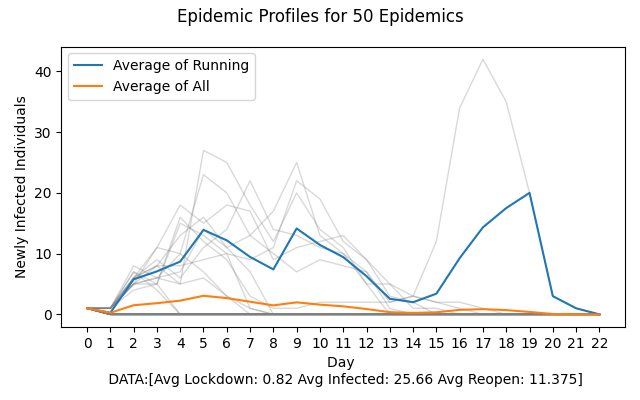 Epidemic Profiles for 50 Epidemics
Average of Running
Average of All
Newly Infected Individuals
40
30
20
10
0
0 1 2 3 4 5 6 7 8 9 10 11 12 13 14 15 16 17 18 19 20 21 22
Day
DATA:[Avg Lockdown: 0.82 Avg Infected: 25.66 Avg Reopen: 11.375]